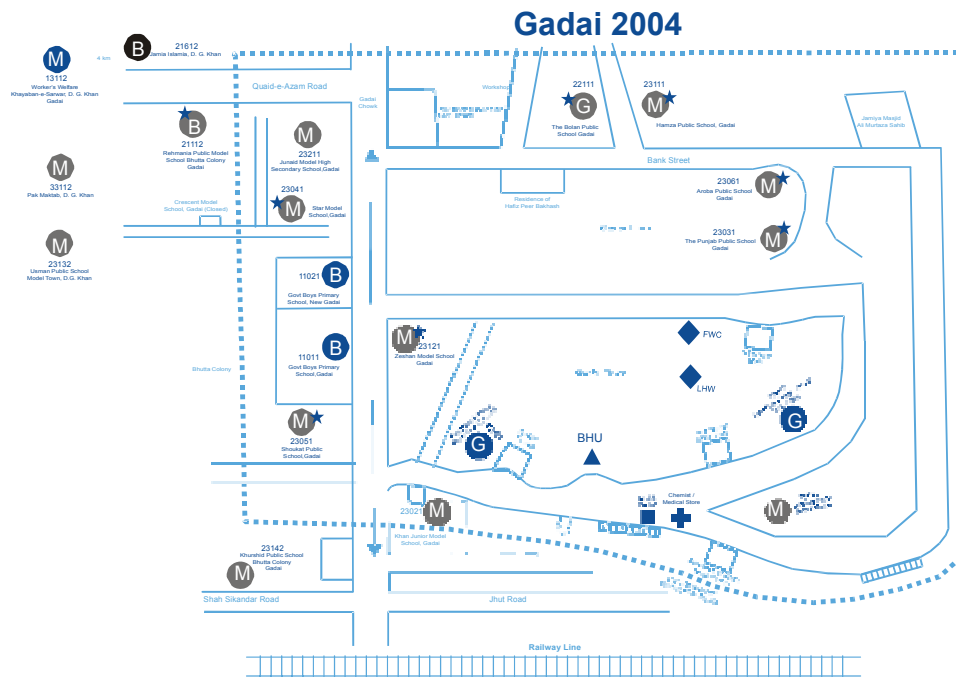 Gadai 2004
B
21612
Jamia Islamia, D. G. Khan
M
4 km
13112
Worker's Welfare
Khayaban-e-Sarwar, D. G. Khan
Gadai
Quaid-e-Azam Road
Gadai
Chowk
Workshop
22111
G
The Bolan Public
School Gadai
23111
M
Hamza Public School, Gadai
Jamiya Masjid
Ali Murtaza Sahib
B
21112
Rehmania Public Model
School Bhutta Colony
Gadai
M
23211
Junaid Model High
Secondary School,Gadai
Bank Street
M
33112
Pak Maktab, D. G. Khan
23041
M
Star Model
School,Gadai
Crescent Model
School, Gadai (Closed)
Residence of
Hafiz Peer Bakhash
23061
Aroba Public School
Gadai
M
M
23132
Usman Public School
Model Town, D.G. Khan
23031
The Punjab Public School
Gadai
M
11021
B
Govt Boys Primary
School, New Gadai
B
11011
Govt Boys Primary
School,Gadai
M
23121
Zeshan Model School
Gadai
FWC
LHW
Bhutta Colony
M
23051
Shoukat Public
School,Gadai
G
BHU
G
23021
M
Khan Junior Model
School, Gadai
Chemist /
Medical Store
M
23142
Khurshid Public School
Bhutta Colony
Gadai
M
Shah Sikandar Road
Jhut Road
Railway Line